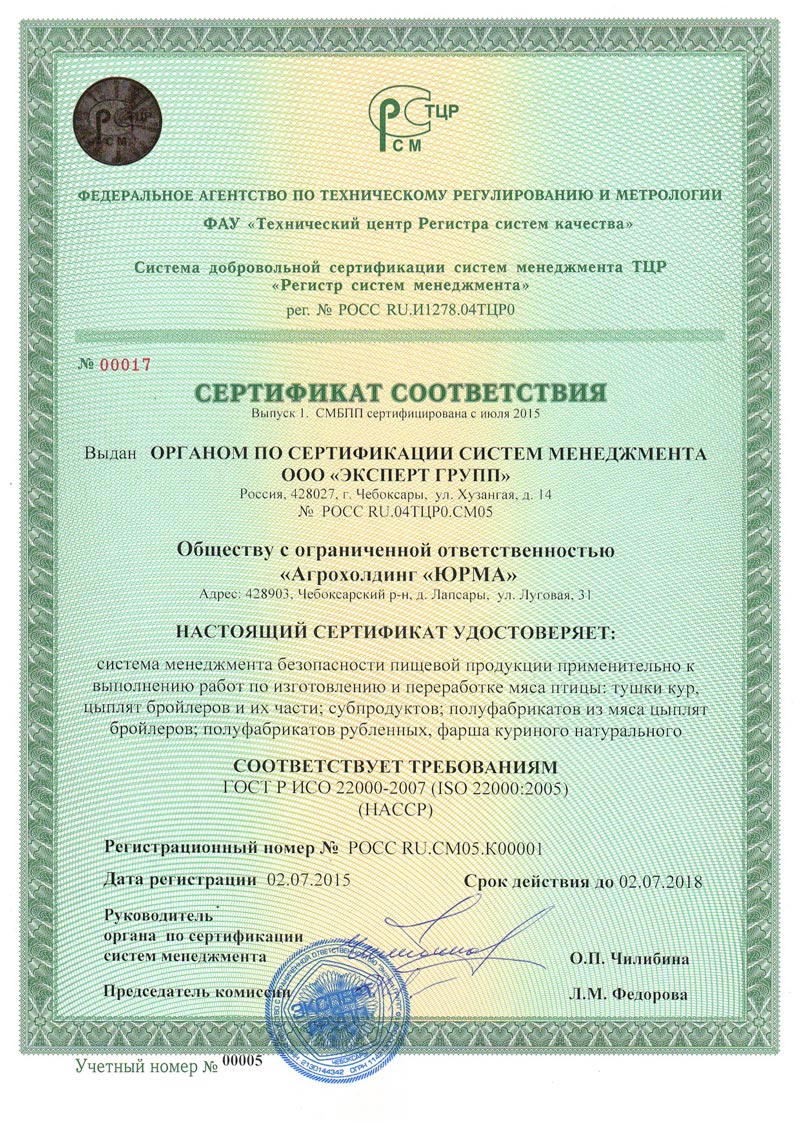 РС ТЦР
СМ
ФЕДЕРАЛЬНОЕ АГЕНТСТВО ПО ТЕХНИЧЕСКОМУ РЕГУЛИРОВАНИЮ И МЕТРОЛОГИИ
ФАУ «Технический центр Регистра систем качества»
Система добровольной сертификации систем менеджмента ТЦР
«Регистр систем менеджмента»
рег. № РОСС RU.И1278.04ТЦР0
№ 00017
СЕРТИФИКАТ СООТВЕТСТВИЯ
Выпуск 1. СМБПП сертифицирована с июля 2015
Выдан ОРГАНОМ ПО СЕРТИФИКАЦИИ СИСТЕМ МЕНЕДЖМЕНТА
ООО «ЭКСПЕРТ ГРУПП»
Россия, 428027, г. Чебоксары, ул. Хузангая, д. 14
№ РОСС RU.04ТЦР0.СМ05
Обществу с ограниченной ответственностью
«Агрохолдинг «ЮРМА»
Адрес: 428903, Чебоксарский р-н, д. Лапсары, ул. Луговая, 31
НАСТОЯЩИЙ СЕРТИФИКАТ УДОСТОВЕРЯЕТ:
система менеджмента безопасности пищевой продукции применительно к
выполнению работ по изготовлению и переработке мяса птицы: тушки кур,
цыплят бройлеров и их части; субпродуктов; полуфабрикатов из мяса цыплят
бройлеров; полуфабрикатов рубленных, фарша куриного натурального
СООТВЕТСТВУЕТ ТРЕБОВАНИЯМ
ГОСТ Р ИСО 22000-2007 (ISO 22000:2005)
(НАССР)
Регистрационный номер № РОСС RU.СМ05.К00001
Дата регистрации 02.07.2015 Срок действия до 02.07.2018
Руководитель
органа по сертификации
систем менеджмента О.П. Чилибина
Председатель комиссии Л.М. Федорова
ЭКСПЕРТ
ГРУПП
Учетный номер № 00005